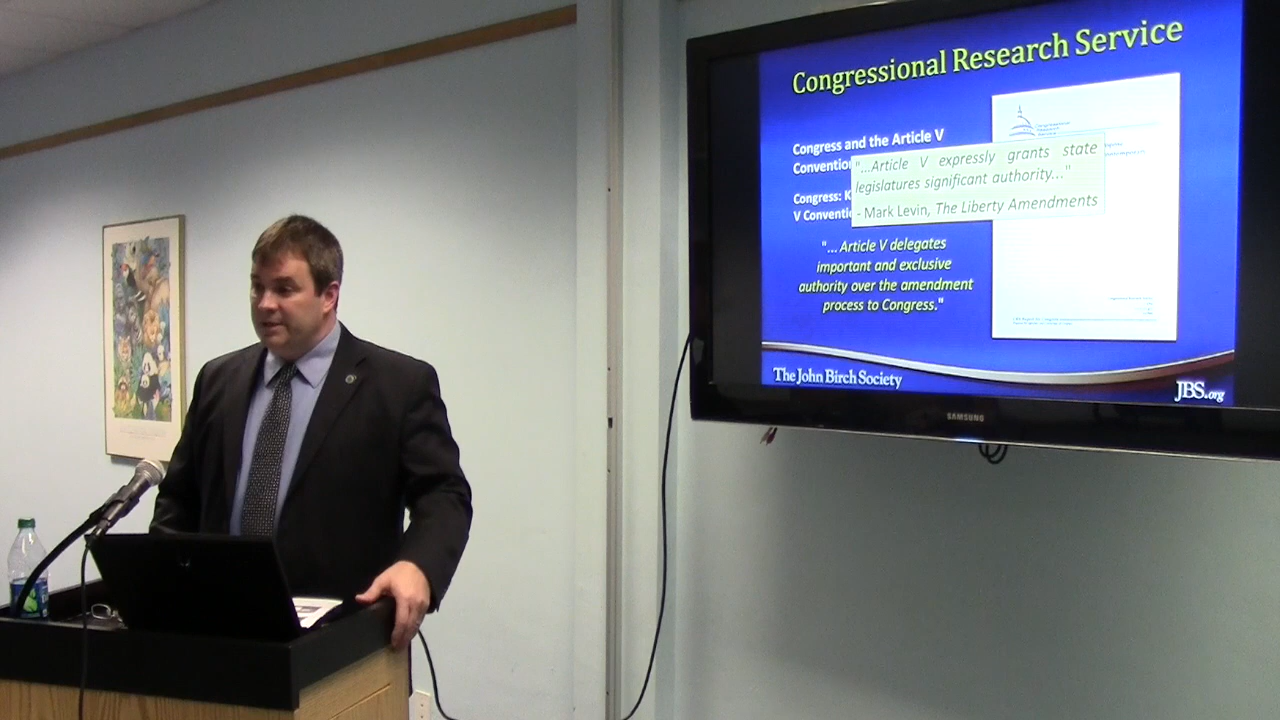 Congressional Research Service
Congress and the Article V
Convention
Congress: K
V Conventi
"...Article V expressly grants state
legislatures significant authority..."
- Mark Levin, The Liberty Amendments
"... Article V delegates
important and exclusive
authority over the amendment
process to Congress."
The John Birch Society
JBS.org
SAMSUNG